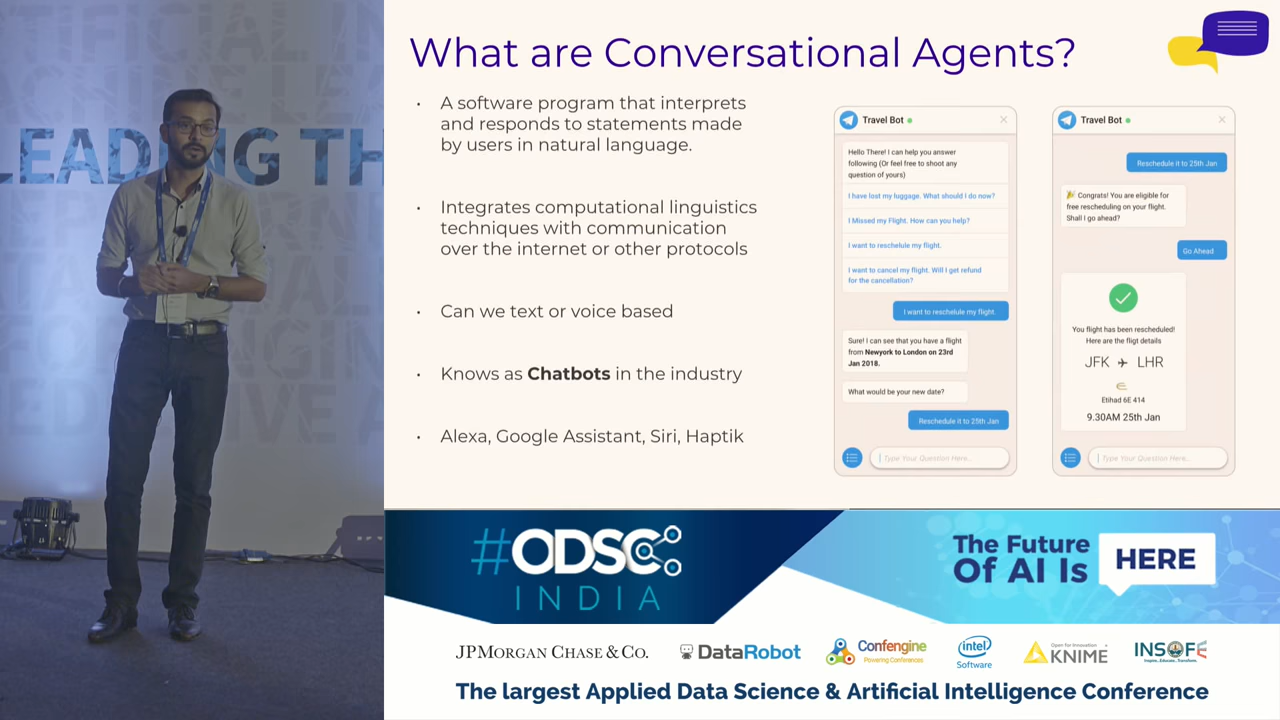 LEADING TH
What are Conversational Agents?
• A software program that interprets
and responds to statements made
by users in natural language.
• Integrates computational linguistics
techniques with communication
over the internet or other protocols
• Can we text or voice based
• Knows as Chatbots in the industry
• Alexa, Google Assistant, Siri, Haptik
Travel Bot
Hello There! I can help you answer
following (Or feel free to shoot any
question of yours)
I have lost my luggage. What should I do now?
I Missed my Flight. How can you help?
I want to reschelule my flight.
I want to cancel my flight. Will I get refund
for the cancellation?
I want to reschelule my flight.
Sure! I can see that you have a flight
from Newyork to London on 23rd
Jan 2018.
What would be your new date?
Reschedule it to 25th Jan
Type Your Question Here...
Travel Bot
Reschedule it to 25th Jan
Congrats! You are eligible for
free rescheduling on your flight.
Shall I go ahead?
Go Ahead
You flight has been rescheduled!
Here are the fligt details
JFK LHR
Etihad 6E 414
9.30AM 25th Jan
Type Your Question Here...
#ODSC
INDIA
The Future
Of AI Is HERE
JPMORGAN CHASE & CO.
DataRobot
Confengine
Powering Conferences
intel
Software
Open for Innovation
KNIME
INSOFE
Inspire...Educate...Transform.
The largest Applied Data Science & Artificial Intelligence Conference